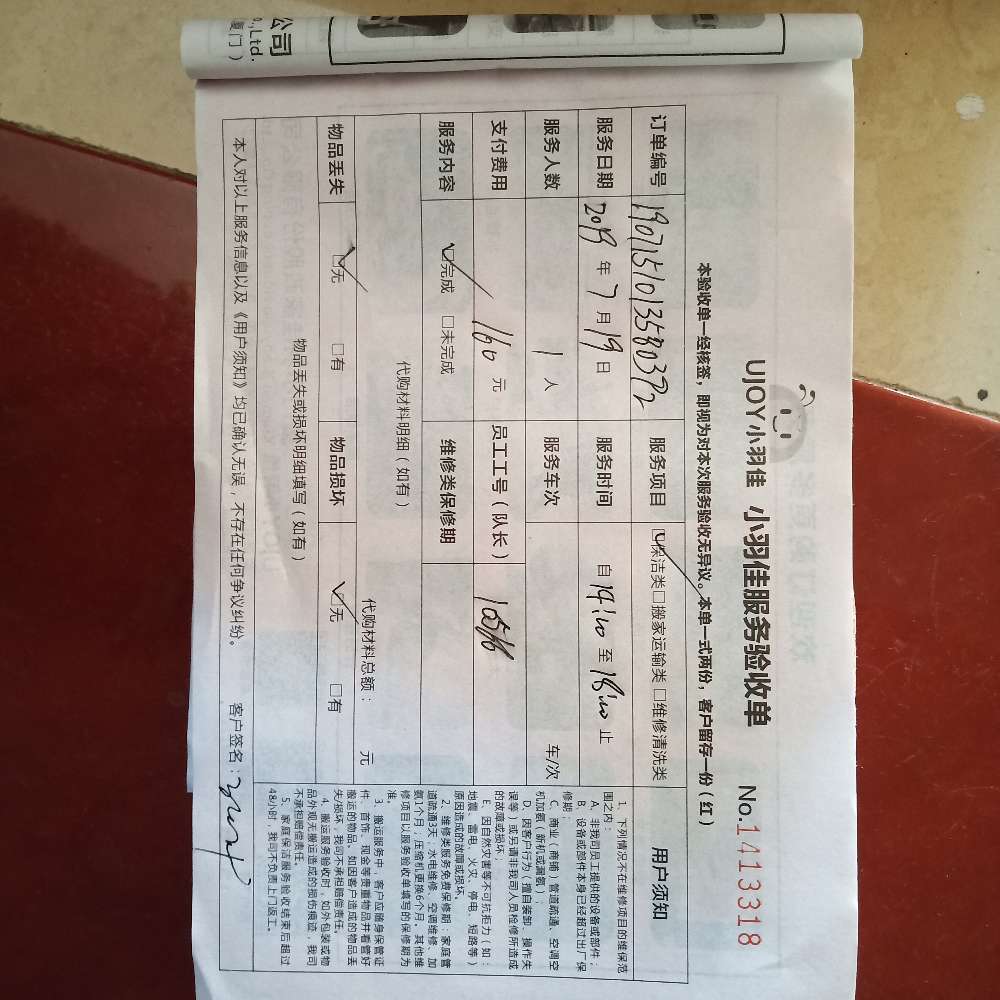 公司
.,Ltd.
厦门）
UJOY小羽佳 小羽佳服务验收单 No.1413318
本验收单一经核签，即视为对本次服务验收无异议。本单一式两份，客户留存一份（红）
订单编号 1907151013580372 服务项目 保洁类□搬家运输类□维修清洗类
服务日期 2019年7月19日 服务时间 自14:00至18:00止
服务人数 1人 服务车次 车/次
支付费用 160元 员工工号（队长） 10516
服务内容 完成 □未完成 维修类保修期
代购材料明细（如有） 代购材料总额： 元
物品丢失 无 □有 物品损坏 无 □有
物品丢失或损坏明细填写（如有）
本人对以上服务信息以及《用户须知》均已确认无误，不存在任何争议纠纷。 客户签名：
用户须知
1、下列情况不在维修项目的维保范
围之内：
A、非我司员工提供的设备或部件；
B、设备或部件本身已经超过出厂保
修期；
C、商业（商铺）管道疏通、空调空
机加氨（新机或漏氨）；
D、因客户行为（擅自装卸、操作失
误等）或另请非我司人员检修所造成
的故障或损坏；
E、因自然灾害等不可抗拒力（如：
地震、雷电、火灾、停电、短路等）
原因造成的故障或损坏。
2、维修类服务免费保修期：家庭管
道疏通3天；水电维修、空调维修、加
氨1个月，压缩机更换6个月。其他维
修项目以服务验收单填写的保修期为
准。
3、搬运服务中，客户应随身保管证
件、首饰、现金等贵重物品并看管好
搬运的物品，如因客户造成的物品丢
失/损坏，我司不承担赔偿责任。
4、搬运服务验收时，如外包装或物
品外观无搬运造成的损伤痕迹，我司
不承担赔偿责任。
5、家庭保洁服务验收结束后超过
48小时，我司不负责上门返工。